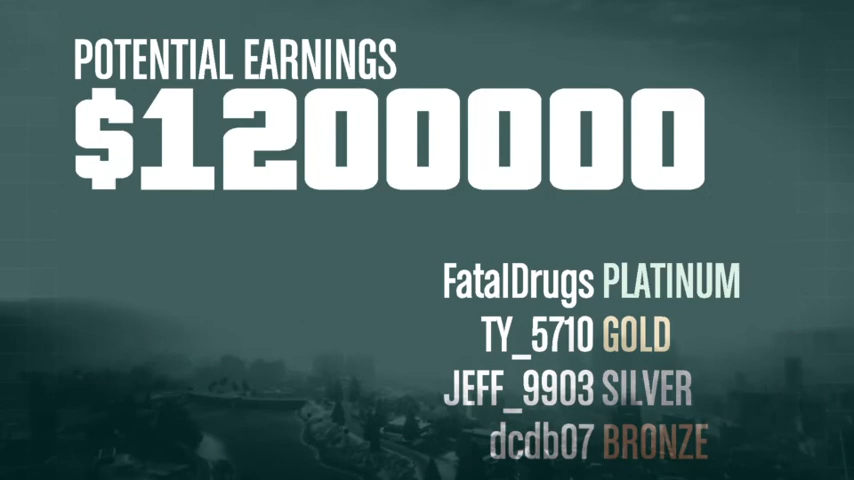 POTENTIAL EARNINGS
$1200000
FatalDrugs PLATINUM
TY_5710 GOLD
JEFF_9903 SILVER
dcdb07 BRONZE